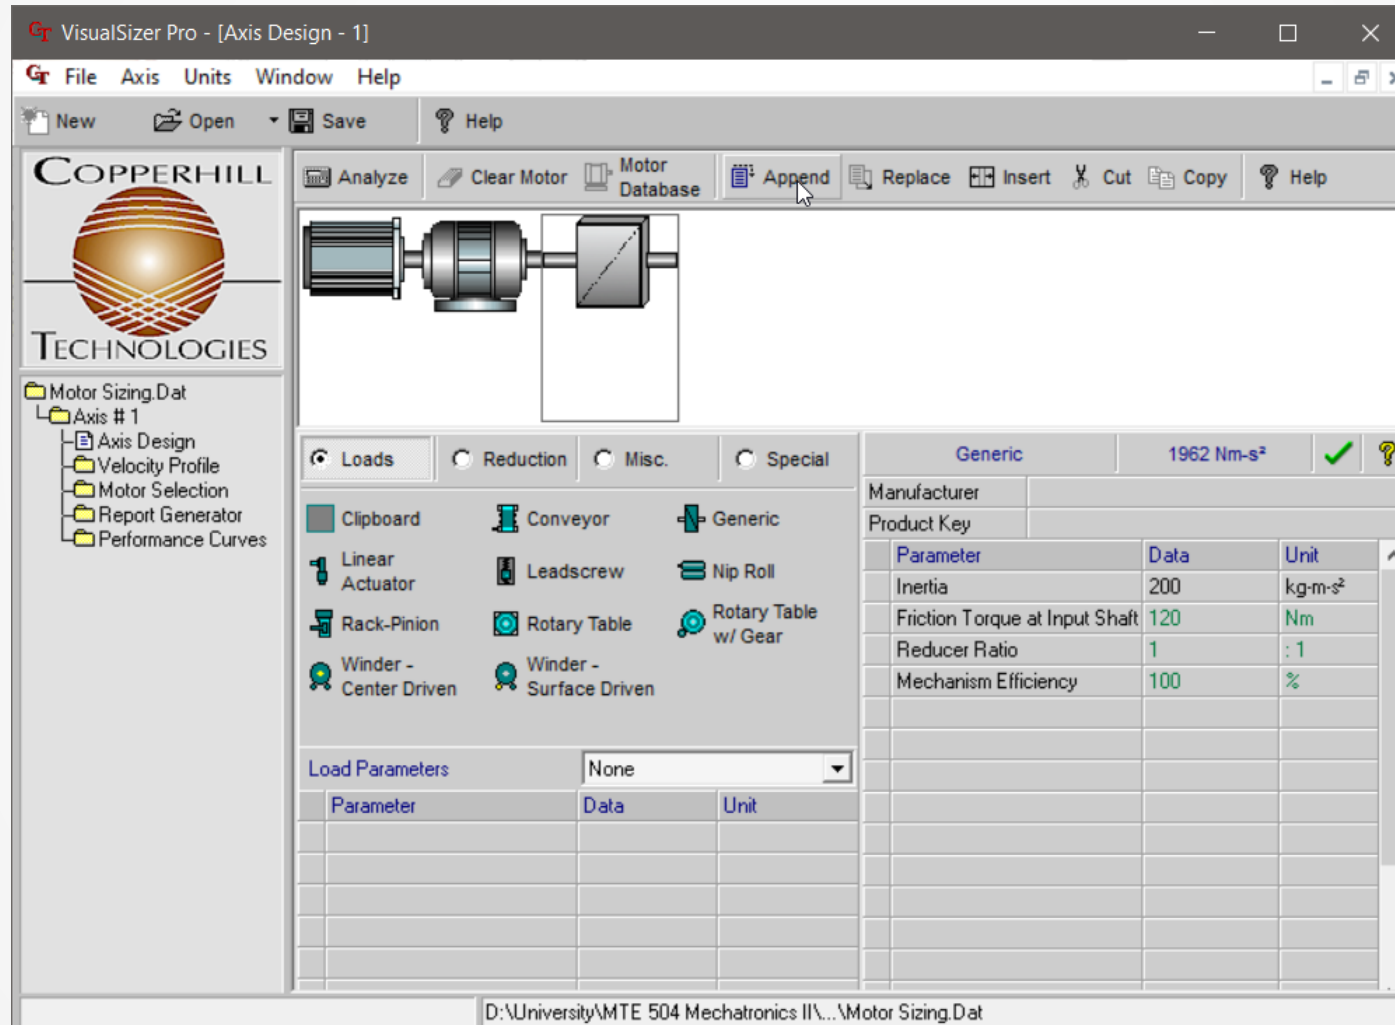 VisualSizer Pro - [Axis Design - 1]
File Axis Units Window Help
New Open Save Help
COPPERHILL
TECHNOLOGIES
Analyze Clear Motor Motor Database Append Replace Insert Cut Copy Help
Motor Sizing.Dat
Axis # 1
Axis Design
Velocity Profile
Motor Selection
Report Generator
Performance Curves
Loads Reduction Misc. Special
Clipboard Conveyor Generic
Linear Actuator Leadscrew Nip Roll
Rack-Pinion Rotary Table Rotary Table w/ Gear
Winder - Center Driven Winder - Surface Driven
Load Parameters None
Parameter Data Unit
Generic 1962 Nm-s²
Manufacturer
Product Key
Parameter Data Unit
Inertia 200 kg-m-s²
Friction Torque at Input Shaft 120 Nm
Reducer Ratio 1 : 1
Mechanism Efficiency 100 %
D:\University\MTE 504 Mechatronics II\...\Motor Sizing.Dat